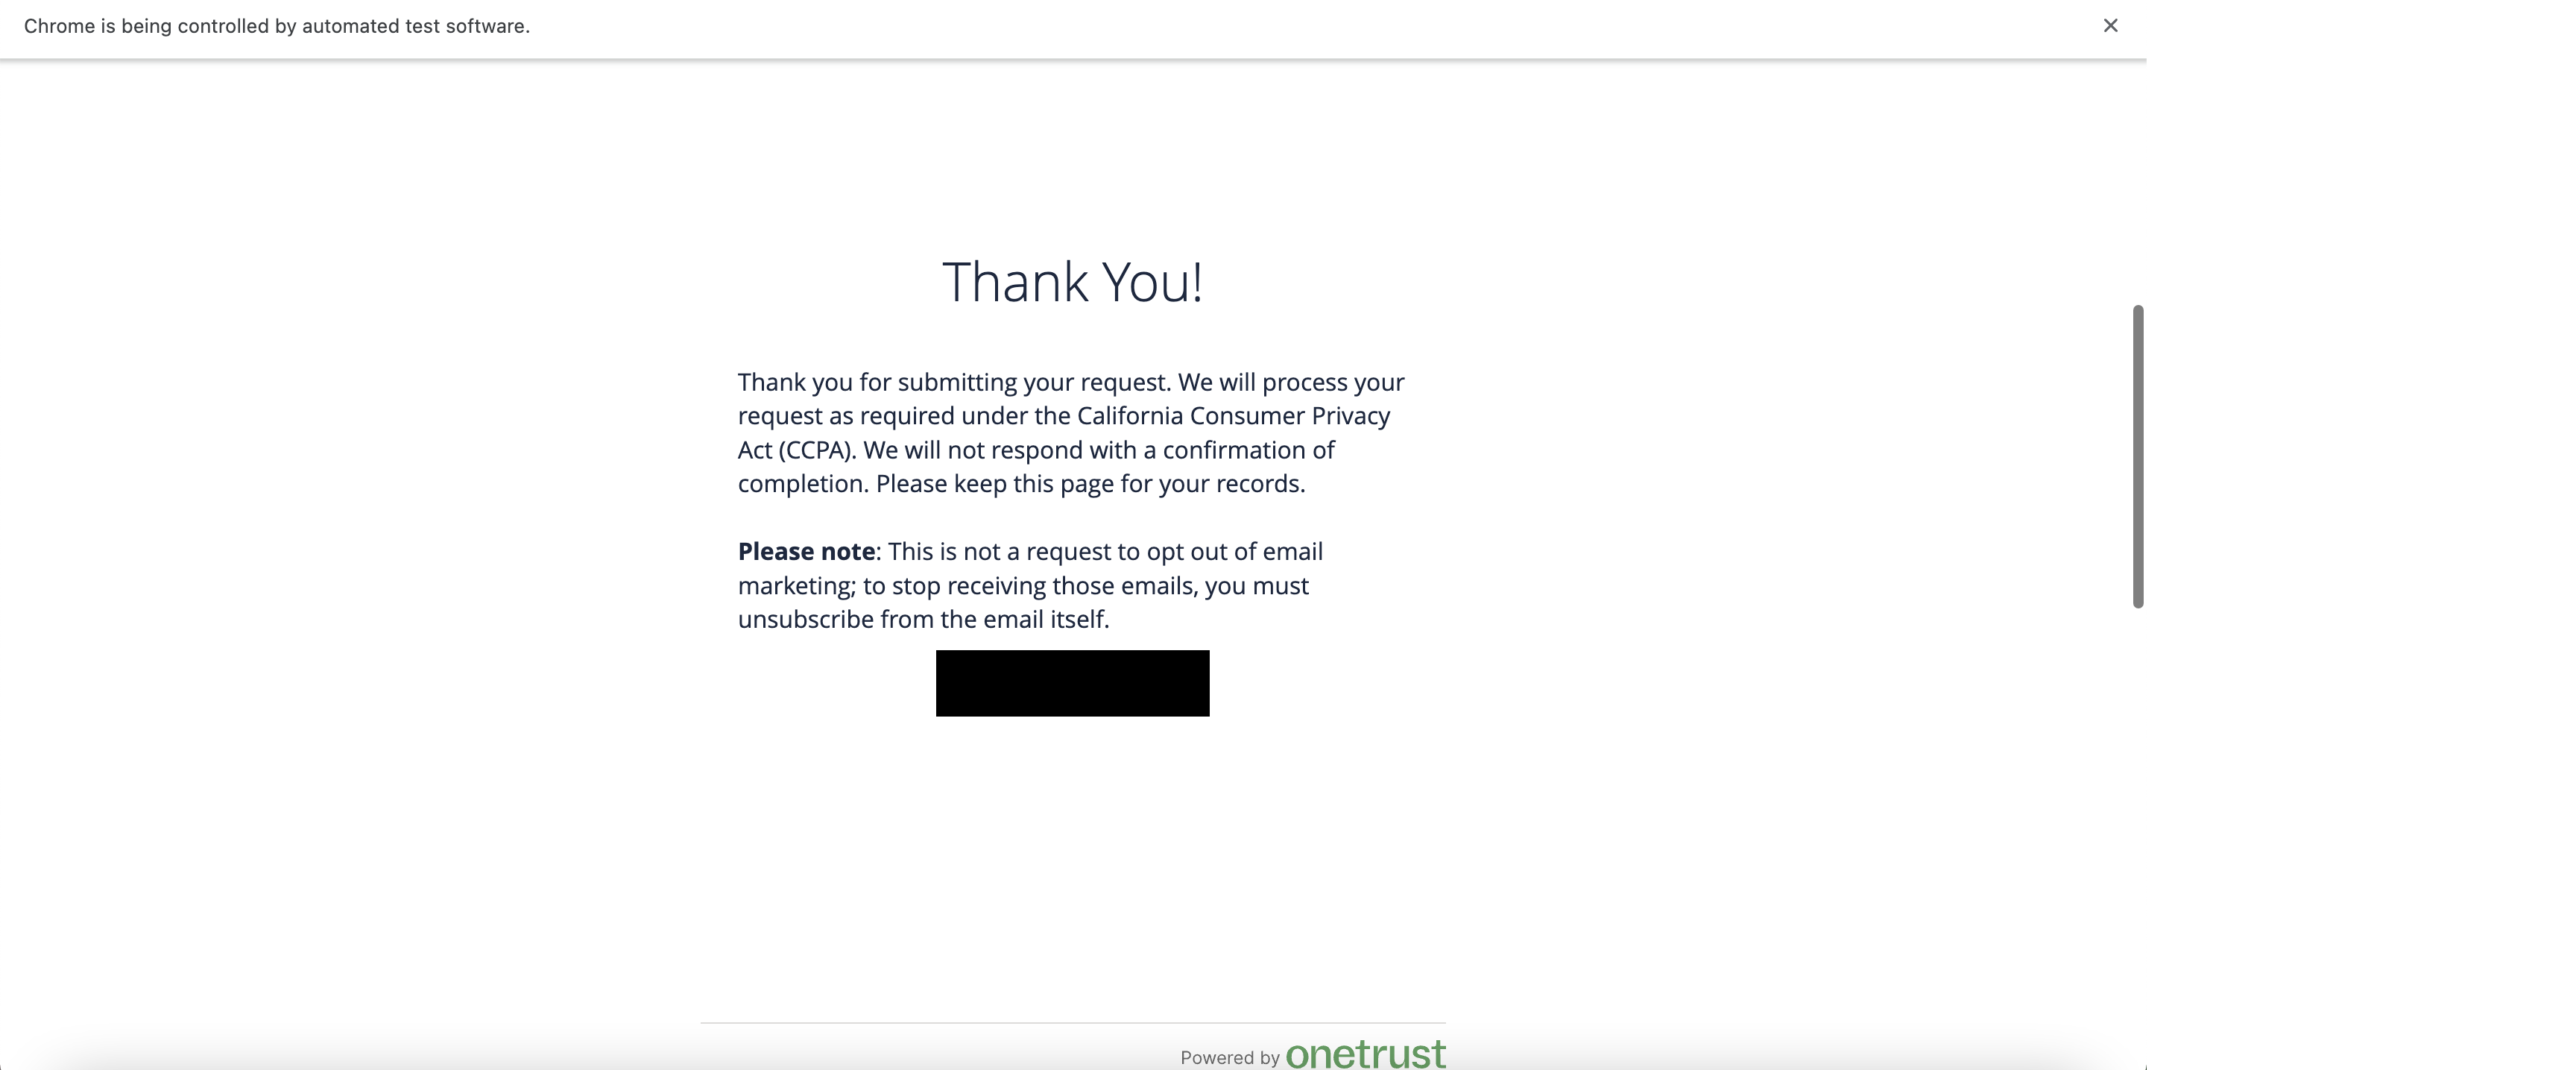 Chrome is being controlled by automated test software.
Thank You!
Thank you for submitting your request. We will process your
request as required under the California Consumer Privacy
Act (CCPA). We will not respond with a confirmation of
completion. Please keep this page for your records.
Please note: This is not a request to opt out of email
marketing; to stop receiving those emails, you must
unsubscribe from the email itself.
Powered by onetrust